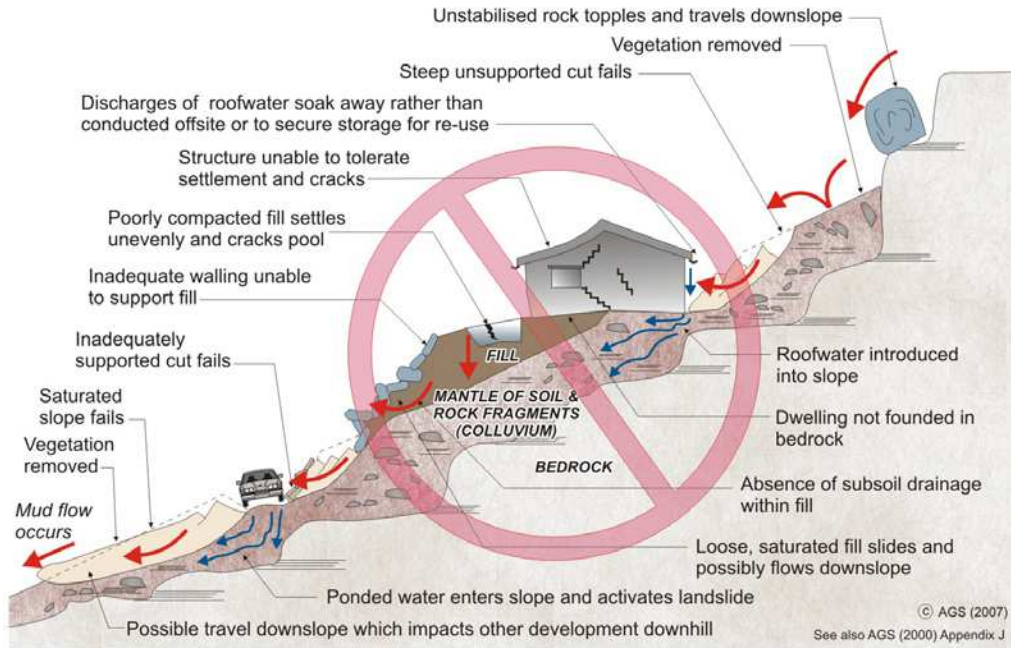 Unstabilised rock topples and travels downslope
Vegetation removed
Steep unsupported cut fails
Discharges of roofwater soak away rather than
conducted offsite or to secure storage for re-use
Structure unable to tolerate
settlement and cracks
Poorly compacted fill settles
unevenly and cracks pool
Inadequate walling unable
to support fill
Inadequately
supported cut fails
Saturated
slope fails
Vegetation
removed
Mud flow
occurs
FILL
MANTLE OF SOIL &
ROCK FRAGMENTS
(COLLUVIUM)
BEDROCK
Roofwater introduced
into slope
Dwelling not founded in
bedrock
Absence of subsoil drainage
within fill
Loose, saturated fill slides and
possibly flows downslope
Ponded water enters slope and activates landslide
Possible travel downslope which impacts other development downhill
© AGS (2007)
See also AGS (2000) Appendix J